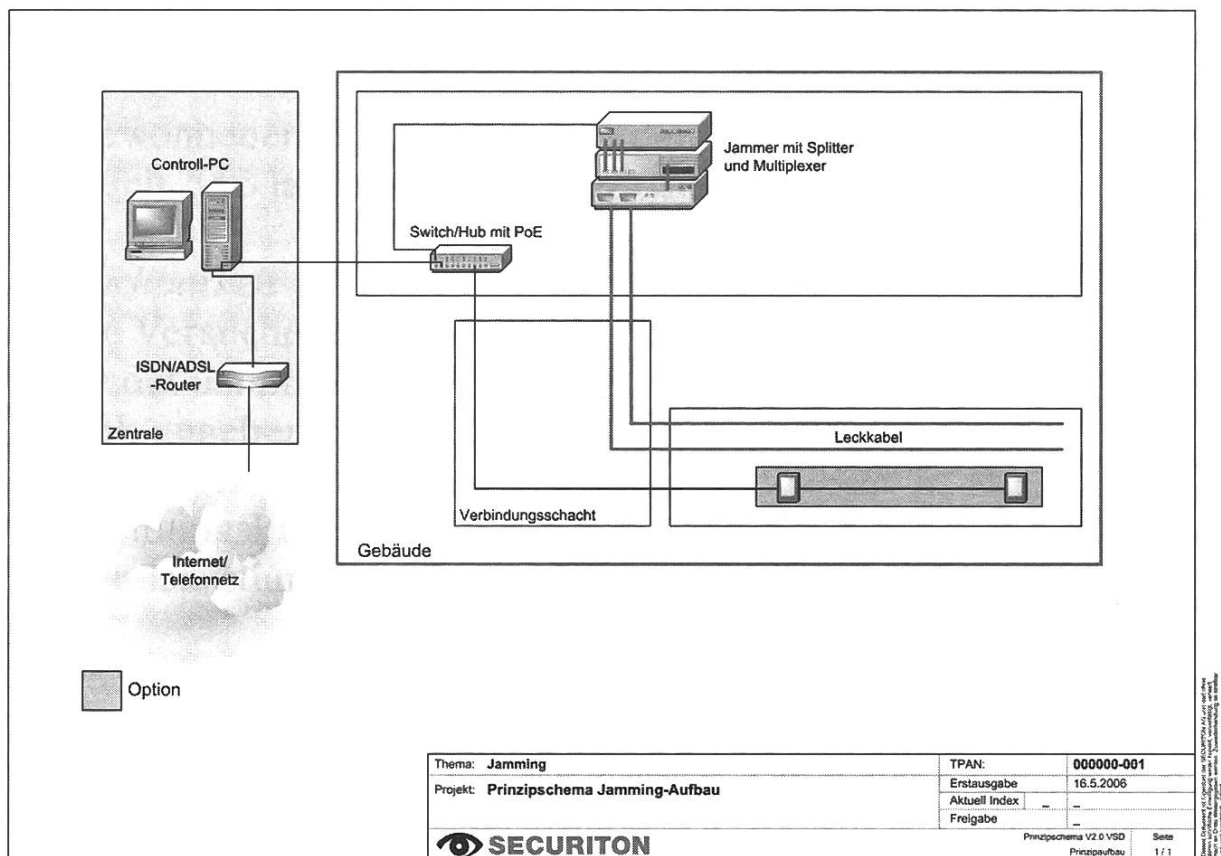 Controll-PC
Jammer mit Splitter
und Multiplexer
Switch/Hub mit PoE
ISDN/ADSL
-Router
Zentrale
Leckkabel
Verbindungsschacht
Gebäude
Internet/
Telefonnetz
Option
Thema: Jamming
TPAN: 000000-001
Projekt: Prinzipschema Jamming-Aufbau
Erstausgabe 16.5.2006
Aktuell Index _ _
Freigabe _
SECURITON
Prinzipschema V2.0 VSD Seite
Prinzipaufbau 1 / 1